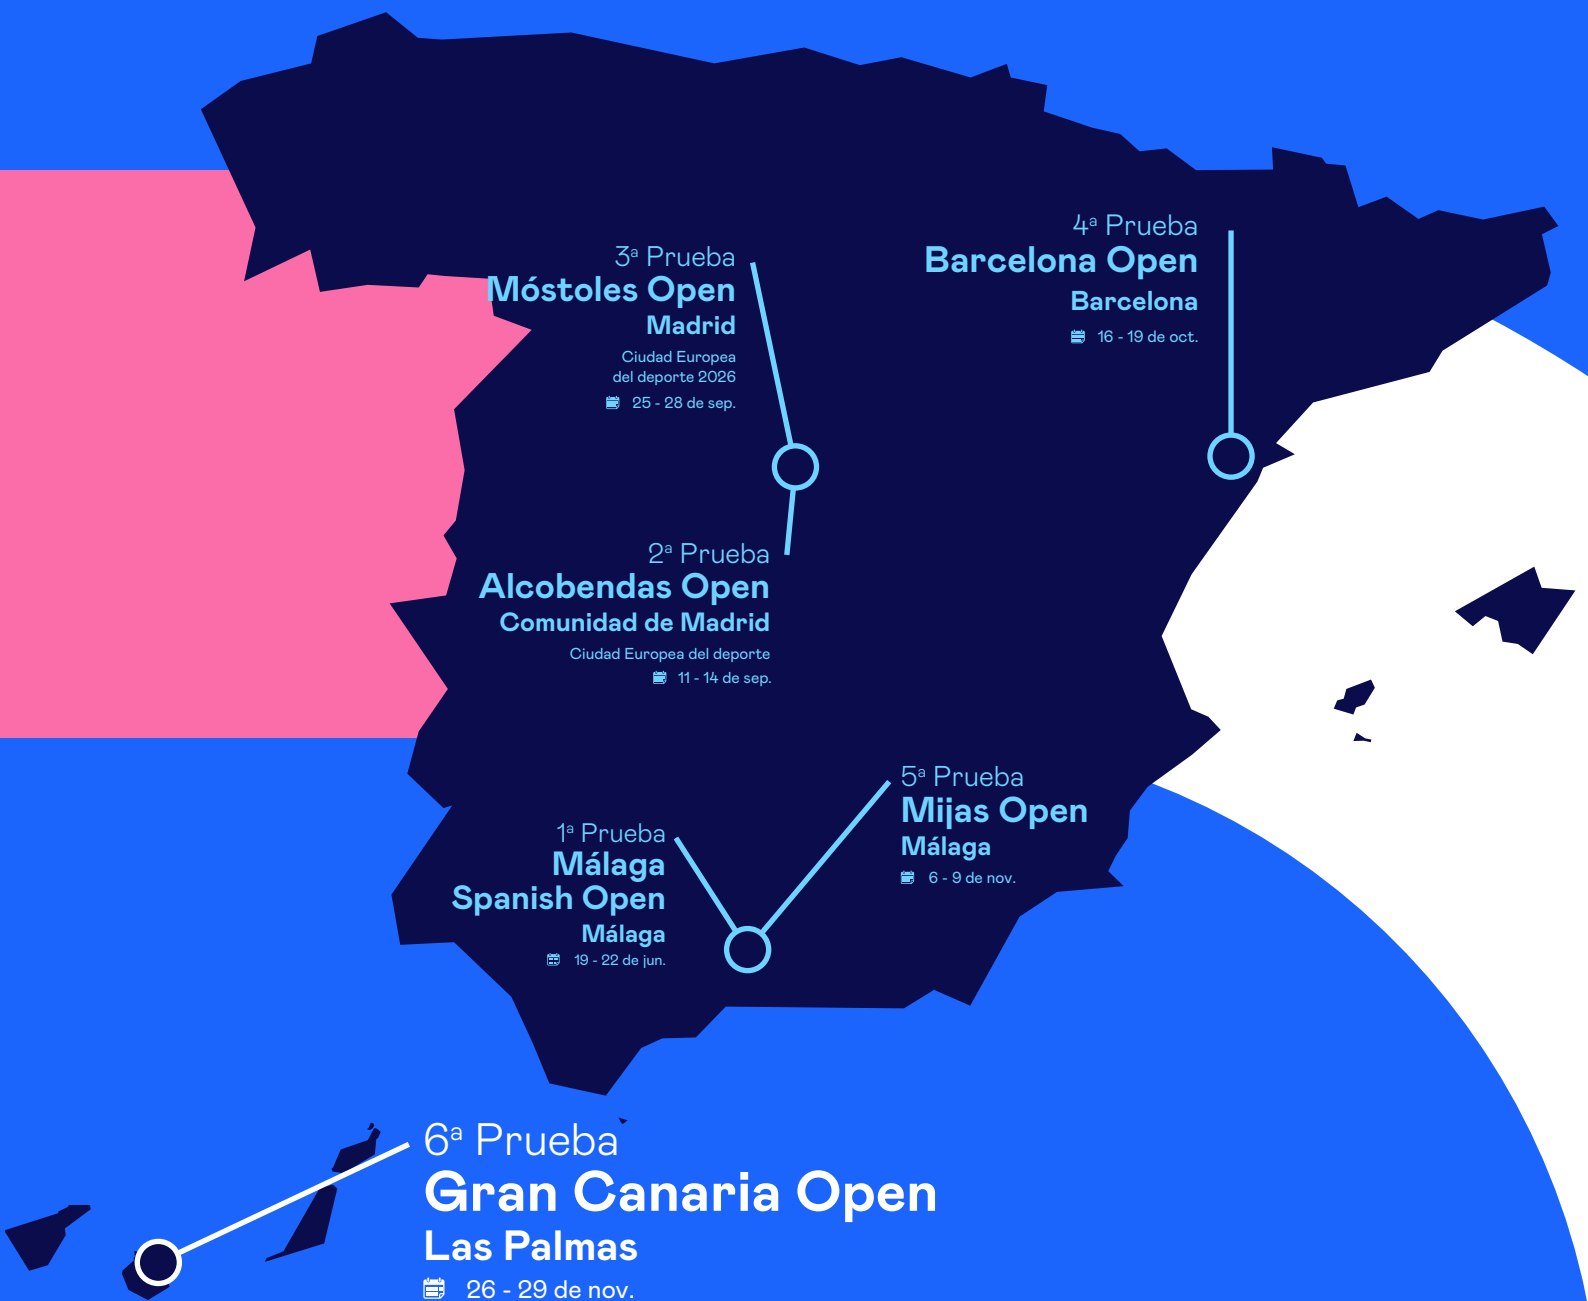 3ª Prueba
Móstoles Open
Madrid
Ciudad Europea
del deporte 2026
25 - 28 de sep.
4ª Prueba
Barcelona Open
Barcelona
16 - 19 de oct.
2ª Prueba
Alcobendas Open
Comunidad de Madrid
Ciudad Europea del deporte
11 - 14 de sep.
5ª Prueba
Mijas Open
Málaga
6 - 9 de nov.
1ª Prueba
Málaga
Spanish Open
Málaga
19 - 22 de jun.
6ª Prueba
Gran Canaria Open
Las Palmas
26 - 29 de nov.